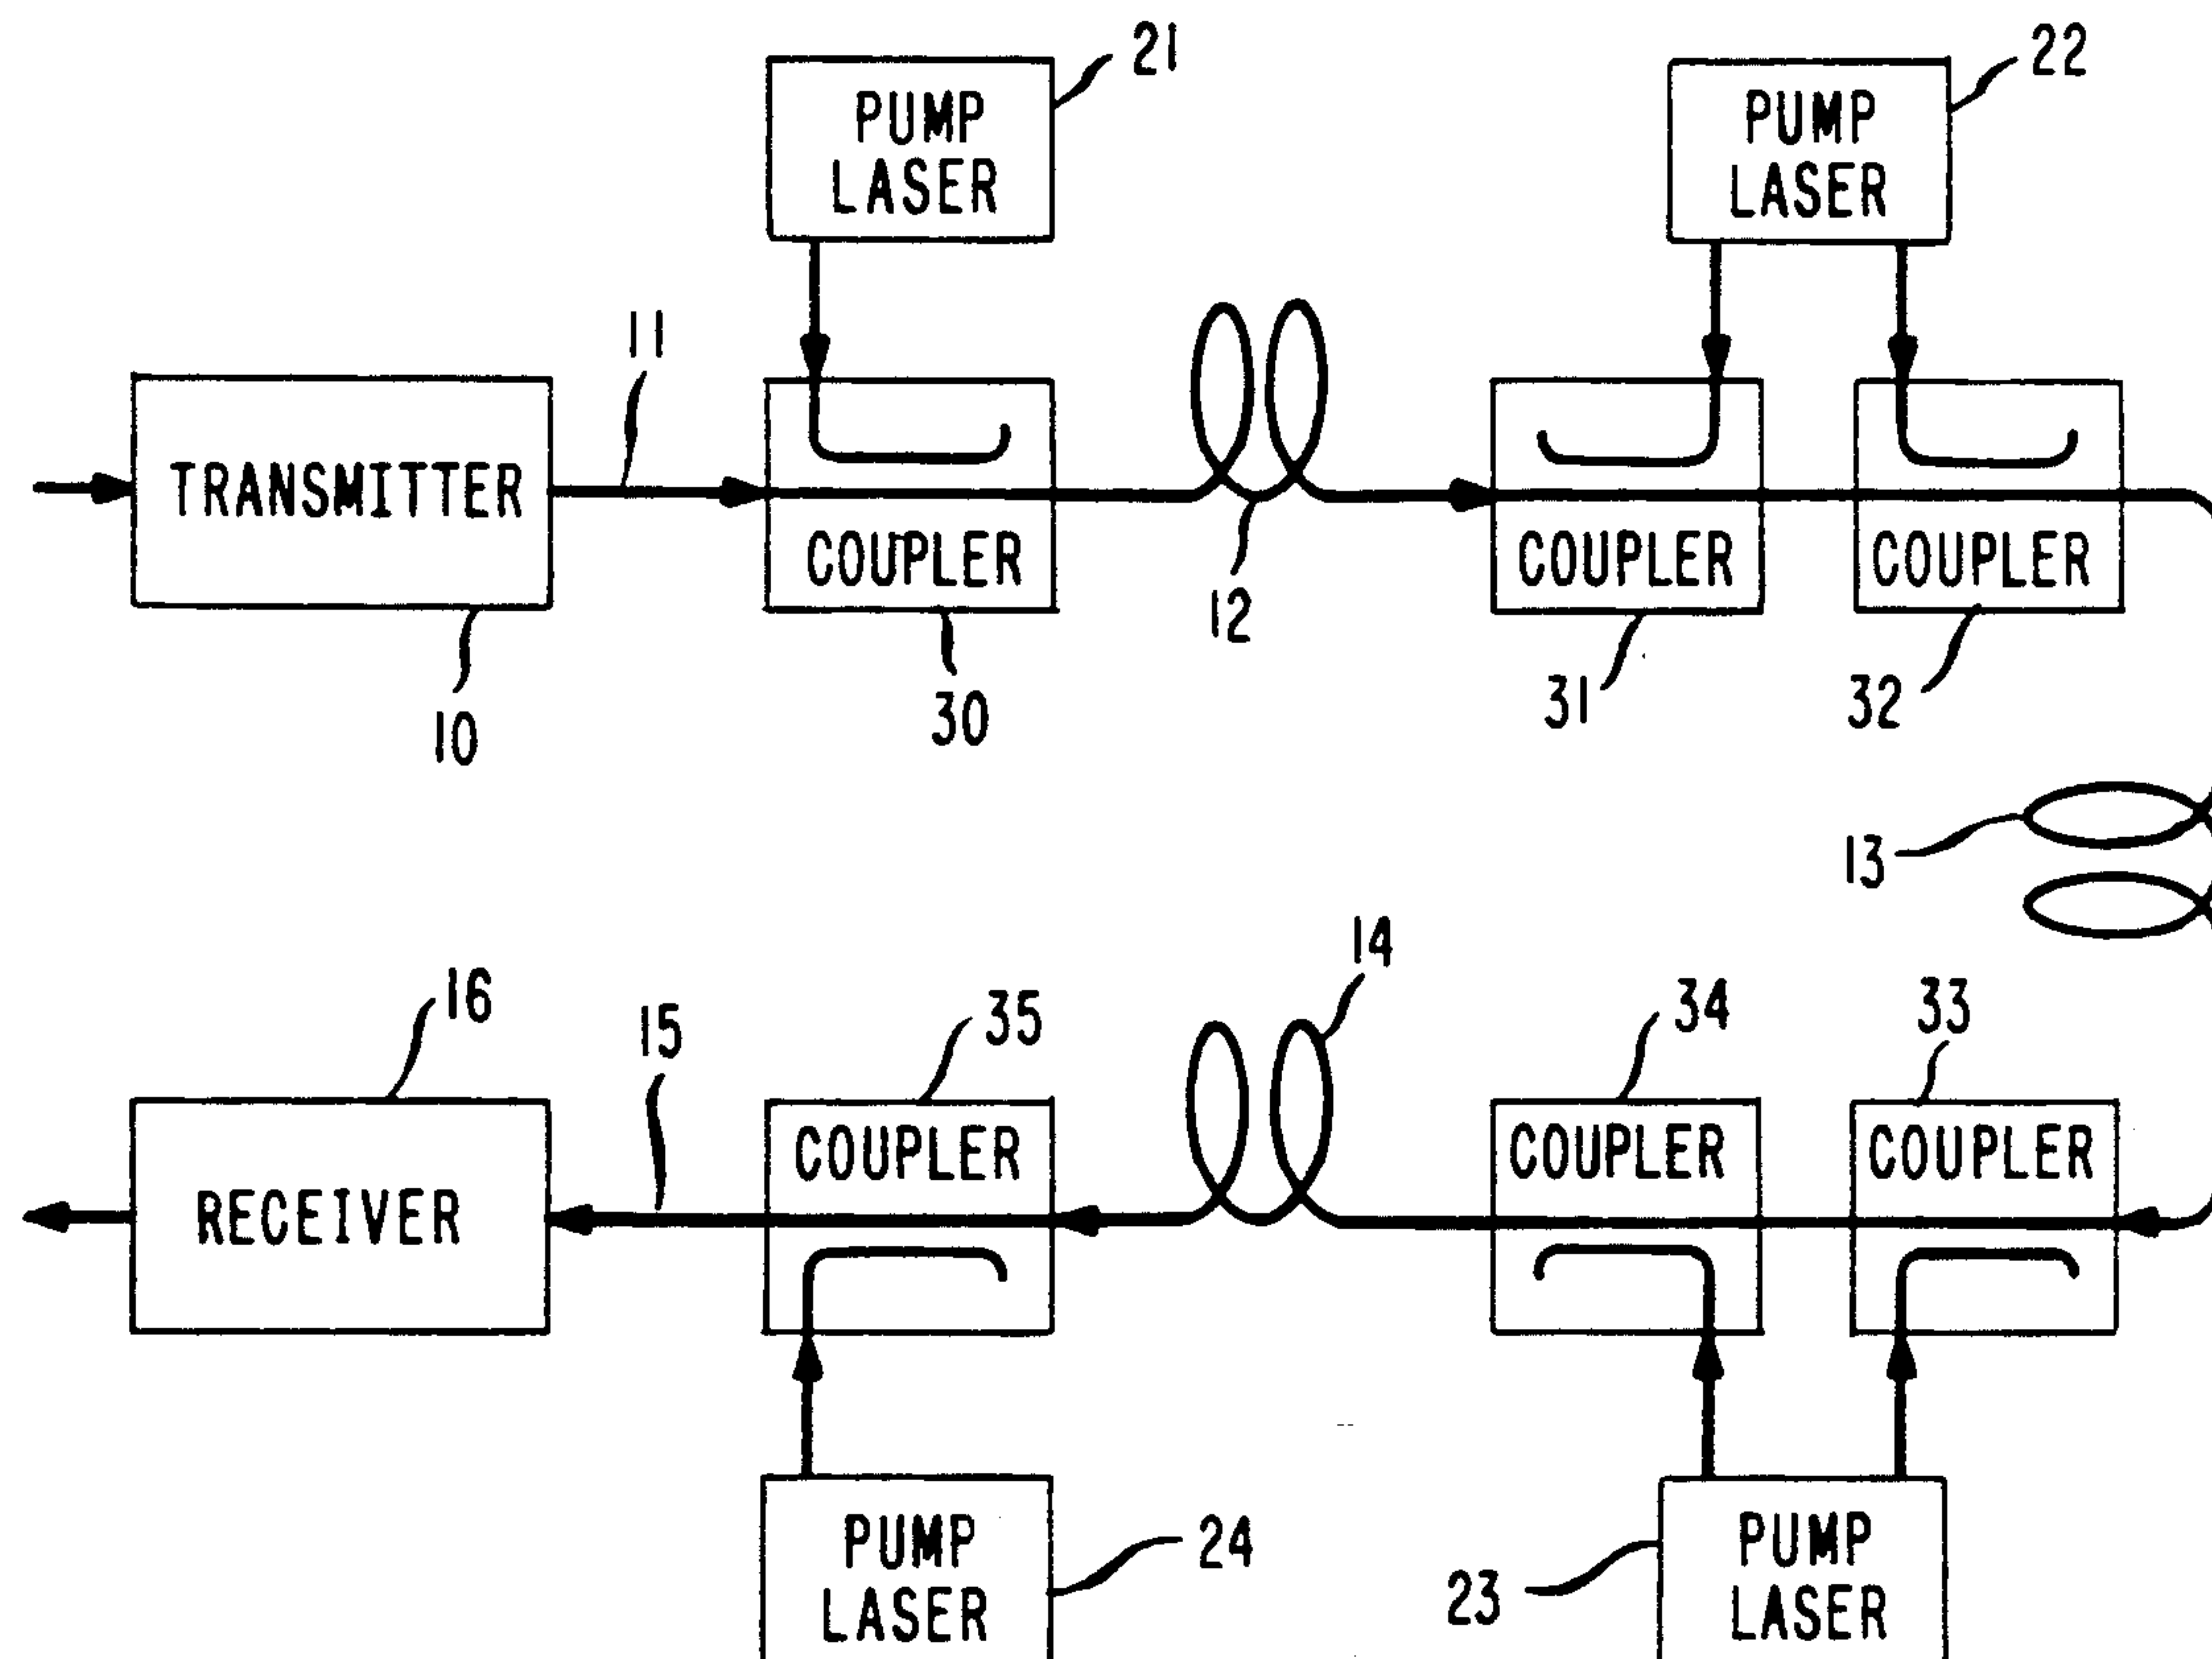 21
22
PUMP
LASER
PUMP
LASER
11
TRANSMITTER
COUPLER
COUPLER
COUPLER
12
10
30
31
32
13
14
16
15
35
34
33
RECEIVER
COUPLER
COUPLER
COUPLER
PUMP
LASER
24
23
PUMP
LASER